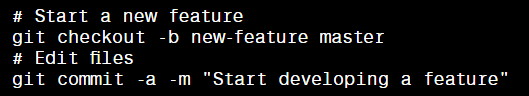 # Start a new feature
git checkout -b new-feature master
# Edit files
git commit -a -m "Start developing a feature"